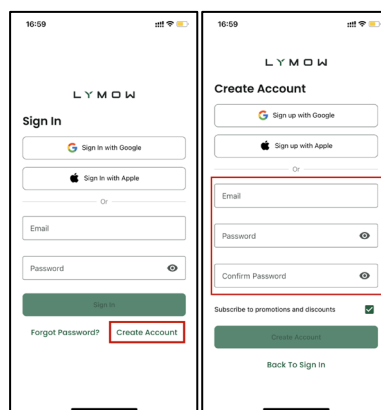 16:59
LYMOW
Sign In
Sign In with Google
Sign In with Apple
Or
Email
Password
Sign In
Forgot Password? Create Account
16:59
LYMOW
Create Account
Sign up with Google
Sign up with Apple
Or
Email
Password
Confirm Password
Subscribe to promotions and discounts
Create Account
Back To Sign In